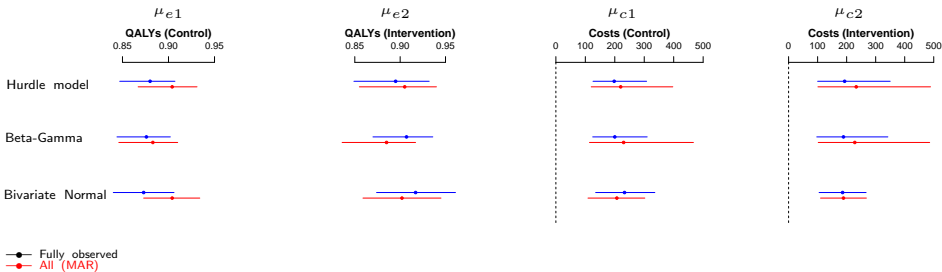 μe1 μe2 μc1 μc2
QALYs (Control) QALYs (Intervention) Costs (Control) Costs (Intervention)
0.85 0.90 0.95 0.85 0.90 0.95 0 100 200 300 400 500 0 100 200 300 400 500
Hurdle model
Beta-Gamma
Bivariate Normal
Fully observed
All (MAR)